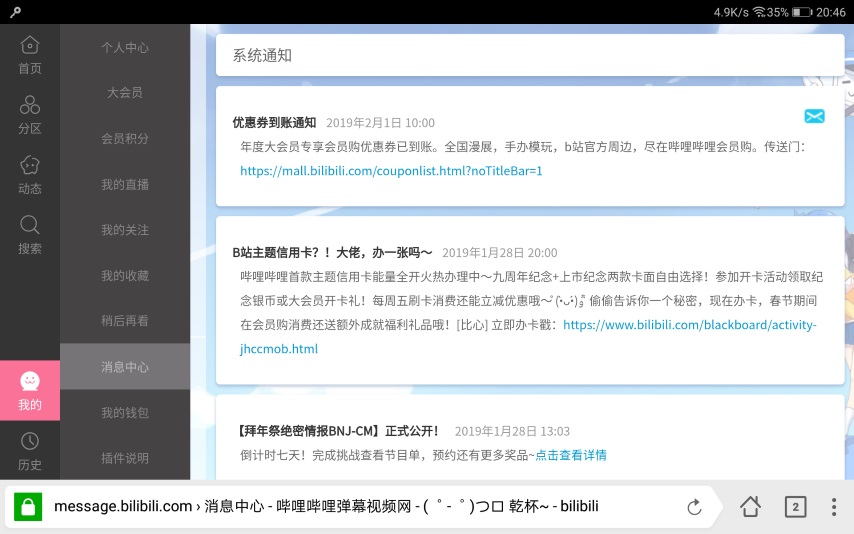 4.9K/s 35% 20:46
首页
分区
动态
搜索
我的
历史
个人中心
大会员
会员积分
我的直播
我的关注
我的收藏
稍后再看
消息中心
我的钱包
插件说明
系统通知
优惠券到账通知 2019年2月1日 10:00
年度大会员专享会员购优惠券已到账。全国漫展，手办模玩，b站官方周边，尽在哔哩哔哩会员购。传送门：
https://mall.bilibili.com/couponlist.html?noTitleBar=1
B站主题信用卡？！大佬，办一张吗～ 2019年1月28日 20:00
哔哩哔哩首款主题信用卡能量全开火热办理中～九周年纪念+上市纪念两款卡面自由选择！参加开卡活动领取纪
念银币或大会员开卡礼！每周五刷卡消费还能立减优惠哦～ 偷偷告诉你一个秘密，现在办卡，春节期间
在会员购消费还送额外成就福利礼品哦！[比心] 立即办卡戳：https://www.bilibili.com/blackboard/activity-
jhccmob.html
【拜年祭绝密情报BNJ-CM】正式公开！ 2019年1月28日 13:03
倒计时七天！完成挑战查看节目单，预约还有更多奖品~点击查看详情
message.bilibili.com › 消息中心 - 哔哩哔哩弹幕视频网 - ( ゜- ゜)つロ 乾杯~ - bilibili
2